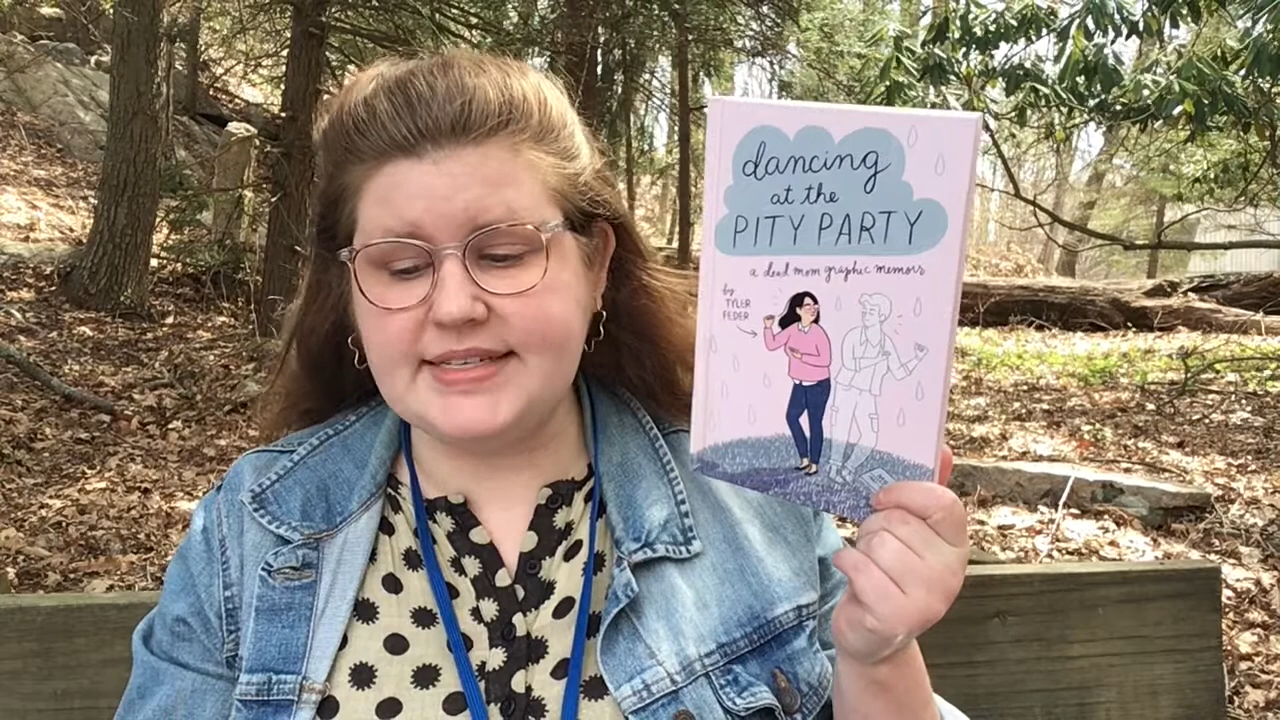 dancing
at the
PITY PARTY
a dead mom graphic memoir
by
TYLER
FEDER